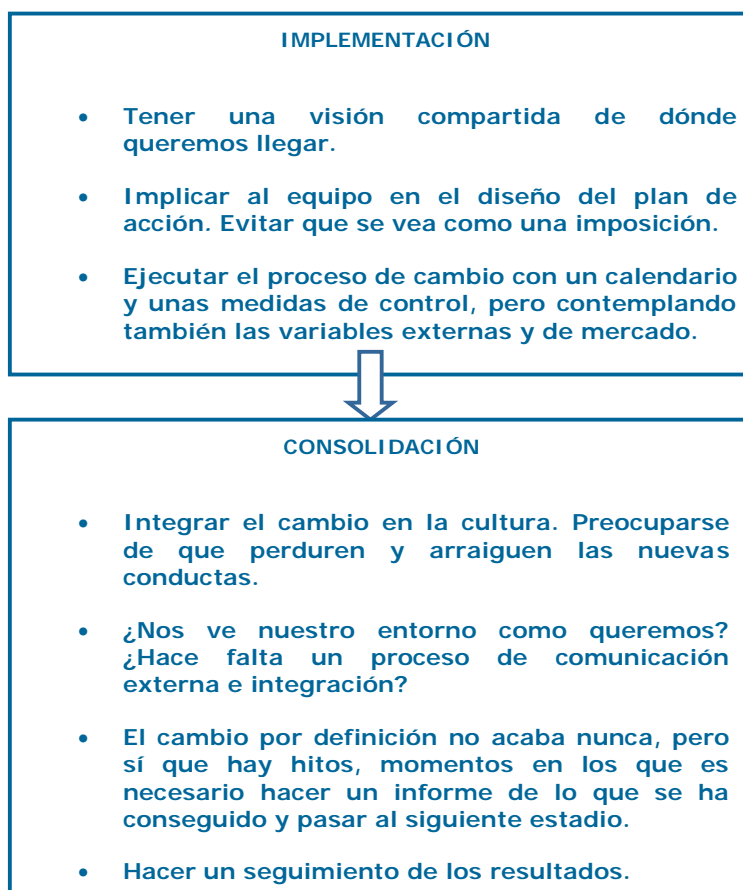 IMPLEMENTACIÓN
• Tener una visión compartida de dónde
queremos llegar.
• Implicar al equipo en el diseño del plan de
acción. Evitar que se vea como una imposición.
• Ejecutar el proceso de cambio con un calendario
y unas medidas de control, pero contemplando
también las variables externas y de mercado.
CONSOLIDACIÓN
• Integrar el cambio en la cultura. Preocuparse
de que perduren y arraiguen las nuevas
conductas.
• ¿Nos ve nuestro entorno como queremos?
¿Hace falta un proceso de comunicación
externa e integración?
• El cambio por definición no acaba nunca, pero
sí que hay hitos, momentos en los que es
necesario hacer un informe de lo que se ha
conseguido y pasar al siguiente estadio.
• Hacer un seguimiento de los resultados.